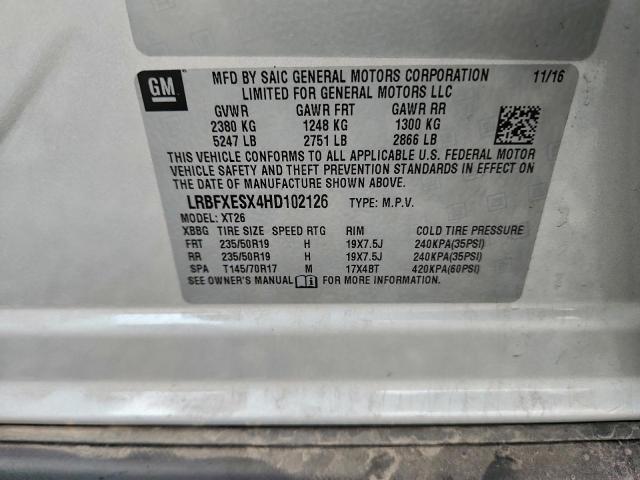 GM
MFD BY SAIC GENERAL MOTORS CORPORATION 11/16
LIMITED FOR GENERAL MOTORS LLC
GVWR GAWR FRT GAWR RR
2380 KG 1248 KG 1300 KG
5247 LB 2751 LB 2866 LB
THIS VEHICLE CONFORMS TO ALL APPLICABLE U.S. FEDERAL MOTOR
VEHICLE SAFETY AND THEFT PREVENTION STANDARDS IN EFFECT ON
THE DATE OF MANUFACTURE SHOWN ABOVE.
LRBFXESX4HD102126 TYPE: M.P.V.
MODEL: XT26
XBBG TIRE SIZE SPEED RTG RIM COLD TIRE PRESSURE
FRT 235/50R19 H 19X7.5J 240KPA(35PSI)
RR 235/50R19 H 19X7.5J 240KPA(35PSI)
SPA T145/70R17 M 17X4BT 420KPA(60PSI)
SEE OWNER'S MANUAL FOR MORE INFORMATION.